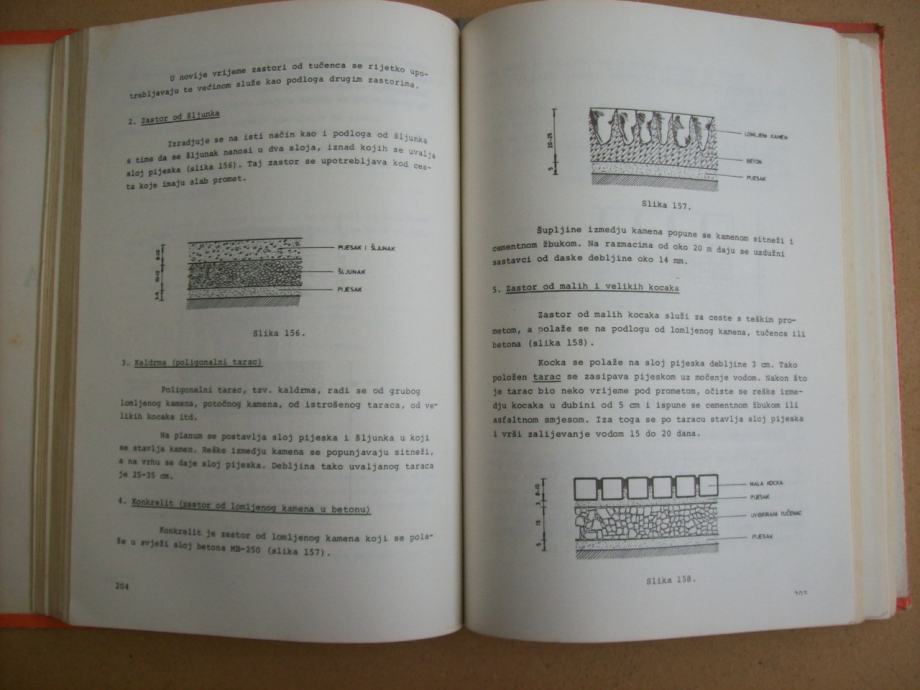 U novije vrijeme zastori od tučenca se rijetko upo-
trebljavaju te većinom služe kao podloga drugim zastorima.
2. Zastor od šljunka
Izradjuje se na isti način kao i podloga od šljunka
s time da se šljunak nanosi u dva sloja, iznad kojih se uvalja
sloj pijeska (slika 156). Taj zastor se upotrebljava kod ces-
ta koje imaju slab promet.
PIJESAK I ŠLJUNAK
ŠLJUNAK
PIJESAK
Slika 156.
3. Kaldrma (poligonalni tarac)
Poligonalni tarac, tzv. kaldrma, radi se od grubog
lomljenog kamena, potočnog kamena, od istrošenog taraca, od ve-
likih kocaka itd.
Na planum se postavlja sloj pijeska i šljunka u koji
se stavlja kamen. Reške izmedju kamena se popunjavaju sitneži,
a na vrhu se daje sloj pijeska. Debljina tako uvaljanog taraca
je 25-35 cm.
4. Konkrelit (zastor od lomljenog kamena u betonu)
Konkrelit je zastor od lomljenog kamena koji se pola-
že u svježi sloj betona MB-250 (slika 157).
204
LOMLJENI KAMEN
BETON
PIJESAK
Slika 157.
Šupljine izmedju kamena popune se kamenom sitneži i
cementnom žbukom. Na razmacima od oko 20 m daju se uzdužni
sastavci od daske debljine oko 14 mm.
5. Zastor od malih i velikih kocaka
Zastor od malih kocaka služi za ceste s teškim pro-
metom, a polaže se na podlogu od lomljenog kamena, tučenca ili
betona (slika 158).
Kocka se polaže na sloj pijeska debljine 3 cm. Tako
položen tarac se zasipava pijeskom uz močenje vodom. Nakon što
je tarac bio neko vrijeme pod prometom, očiste se reške izme-
dju kocaka u dubini od 5 cm i ispune se cementnom žbukom ili
asfaltnom smjesom. Iza toga se po taracu stavlja sloj pijeska
i vrši zalijevanje vodom 15 do 20 dana.
MALA KOCKA
PIJESAK
UVIBRIRANI TUČENAC
PIJESAK
Slika 158.